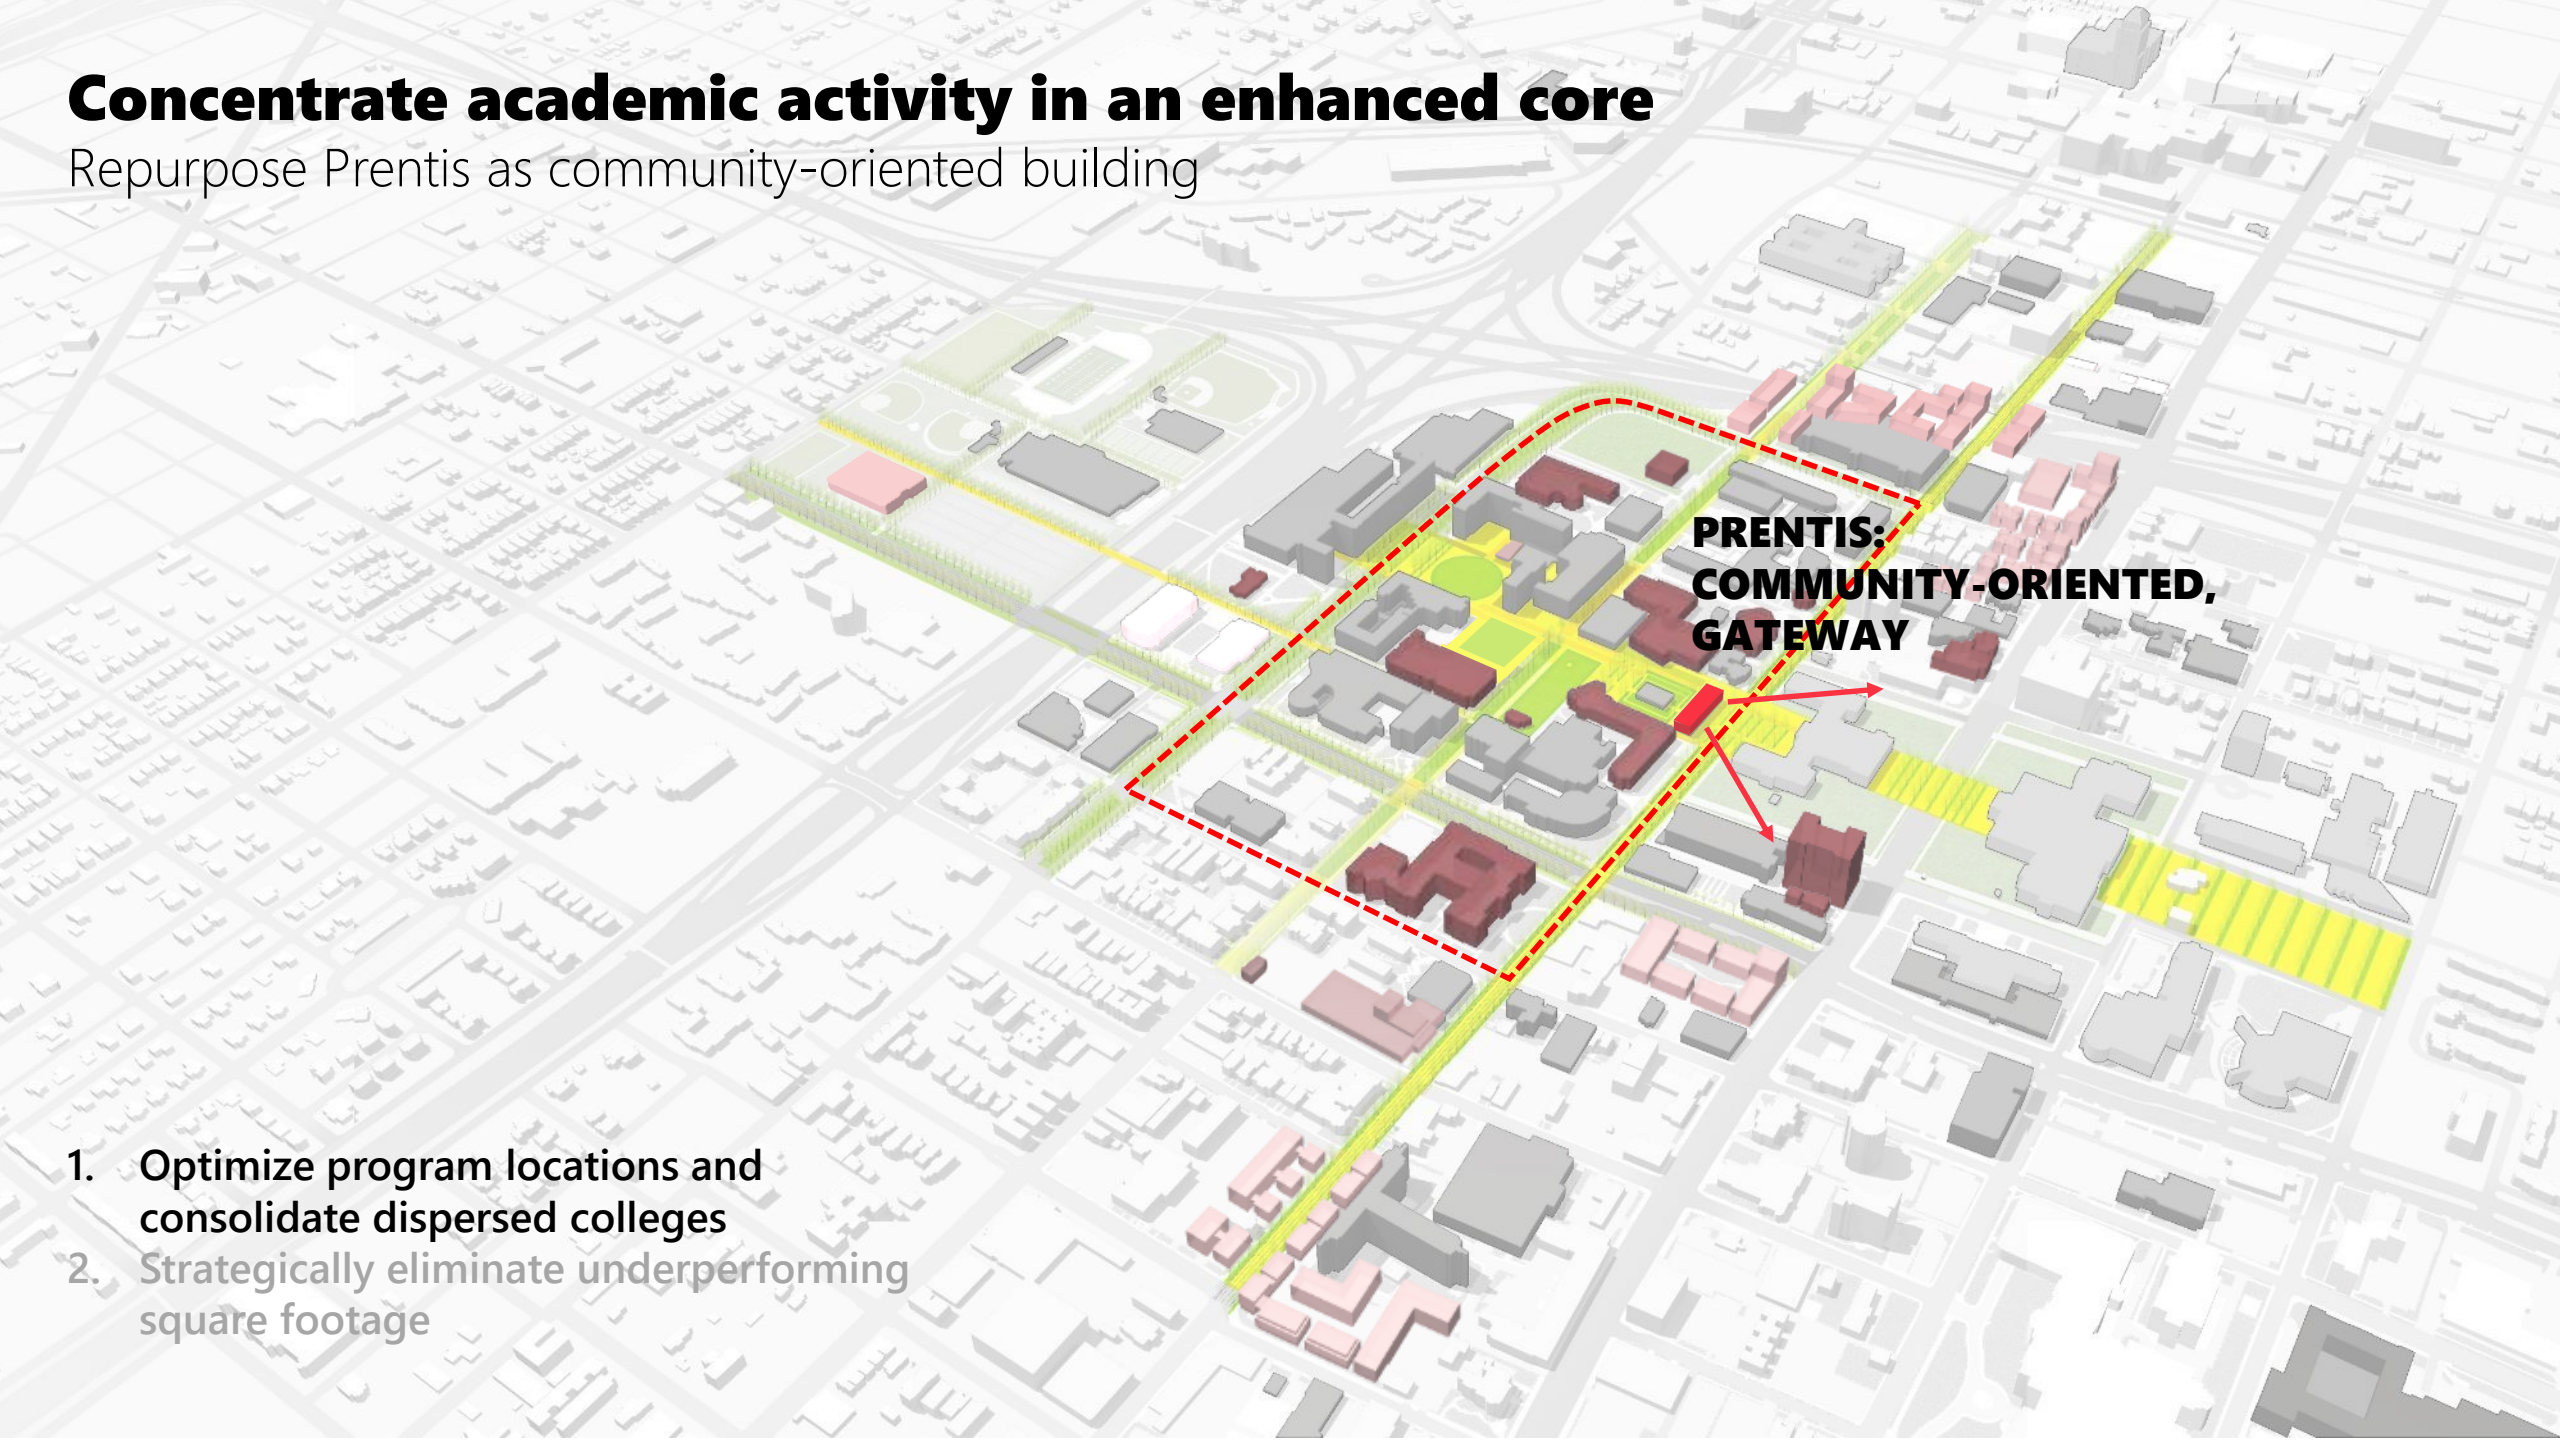 Concentrate academic activity in an enhanced core
Repurpose Prentis as community-oriented building
PRENTIS:
COMMUNITY-ORIENTED,
GATEWAY
1. Optimize program locations and
consolidate dispersed colleges
2. Strategically eliminate underperforming
square footage